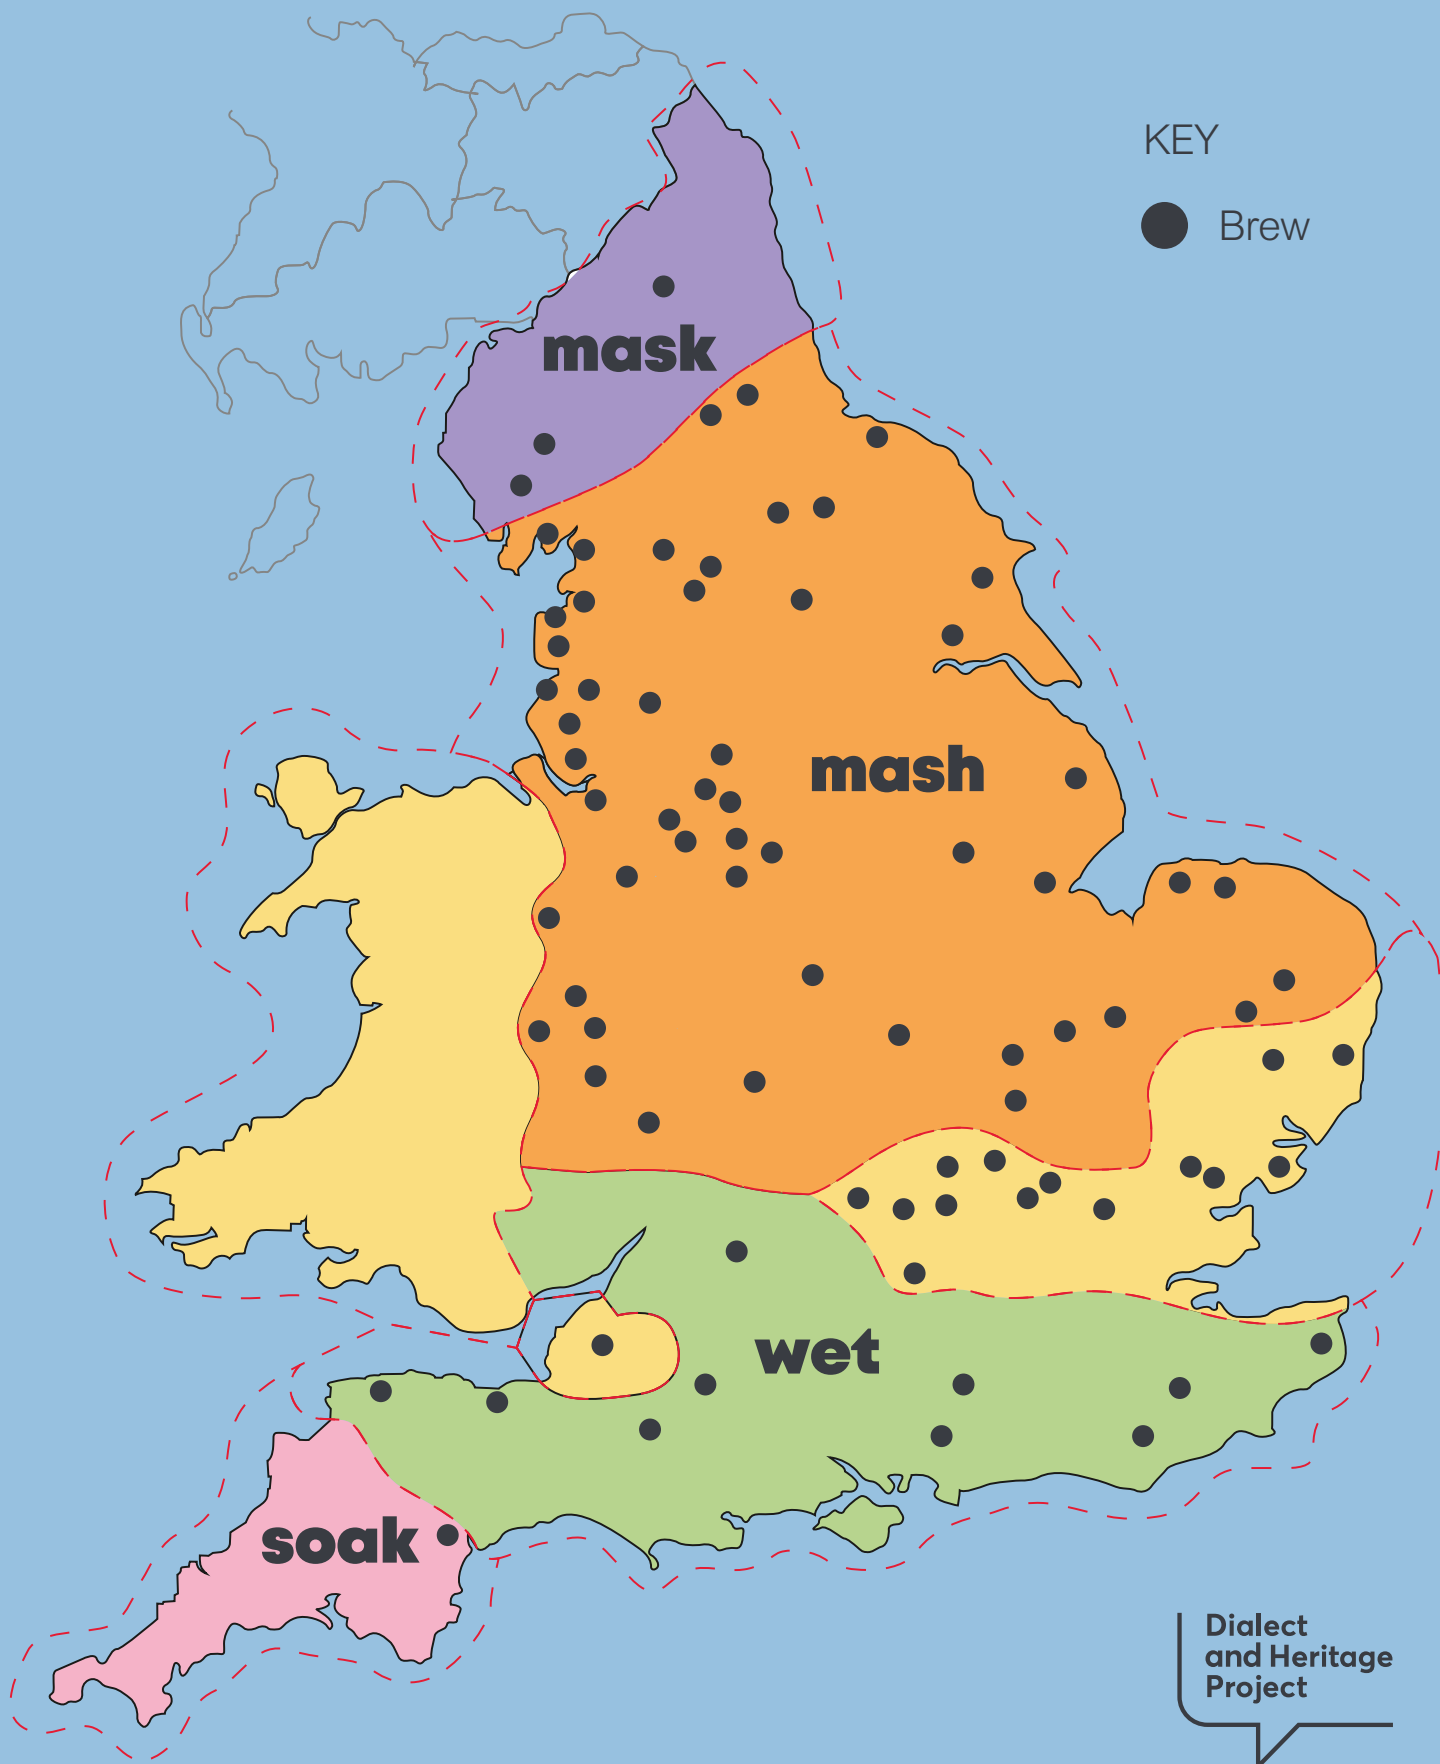 KEY
Brew
mask
mash
wet
soak
Dialect
and Heritage
Project